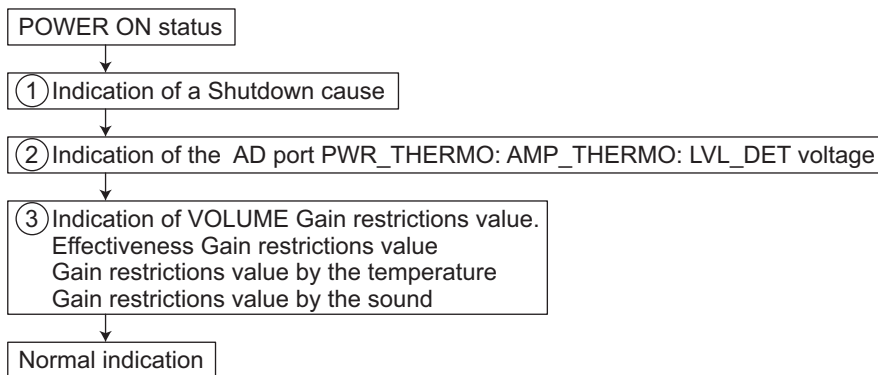 POWER ON status
① Indication of a Shutdown cause
② Indication of the AD port PWR_THERMO: AMP_THERMO: LVL_DET voltage
③ Indication of VOLUME Gain restrictions value.
Effectiveness Gain restrictions value
Gain restrictions value by the temperature
Gain restrictions value by the sound
Normal indication